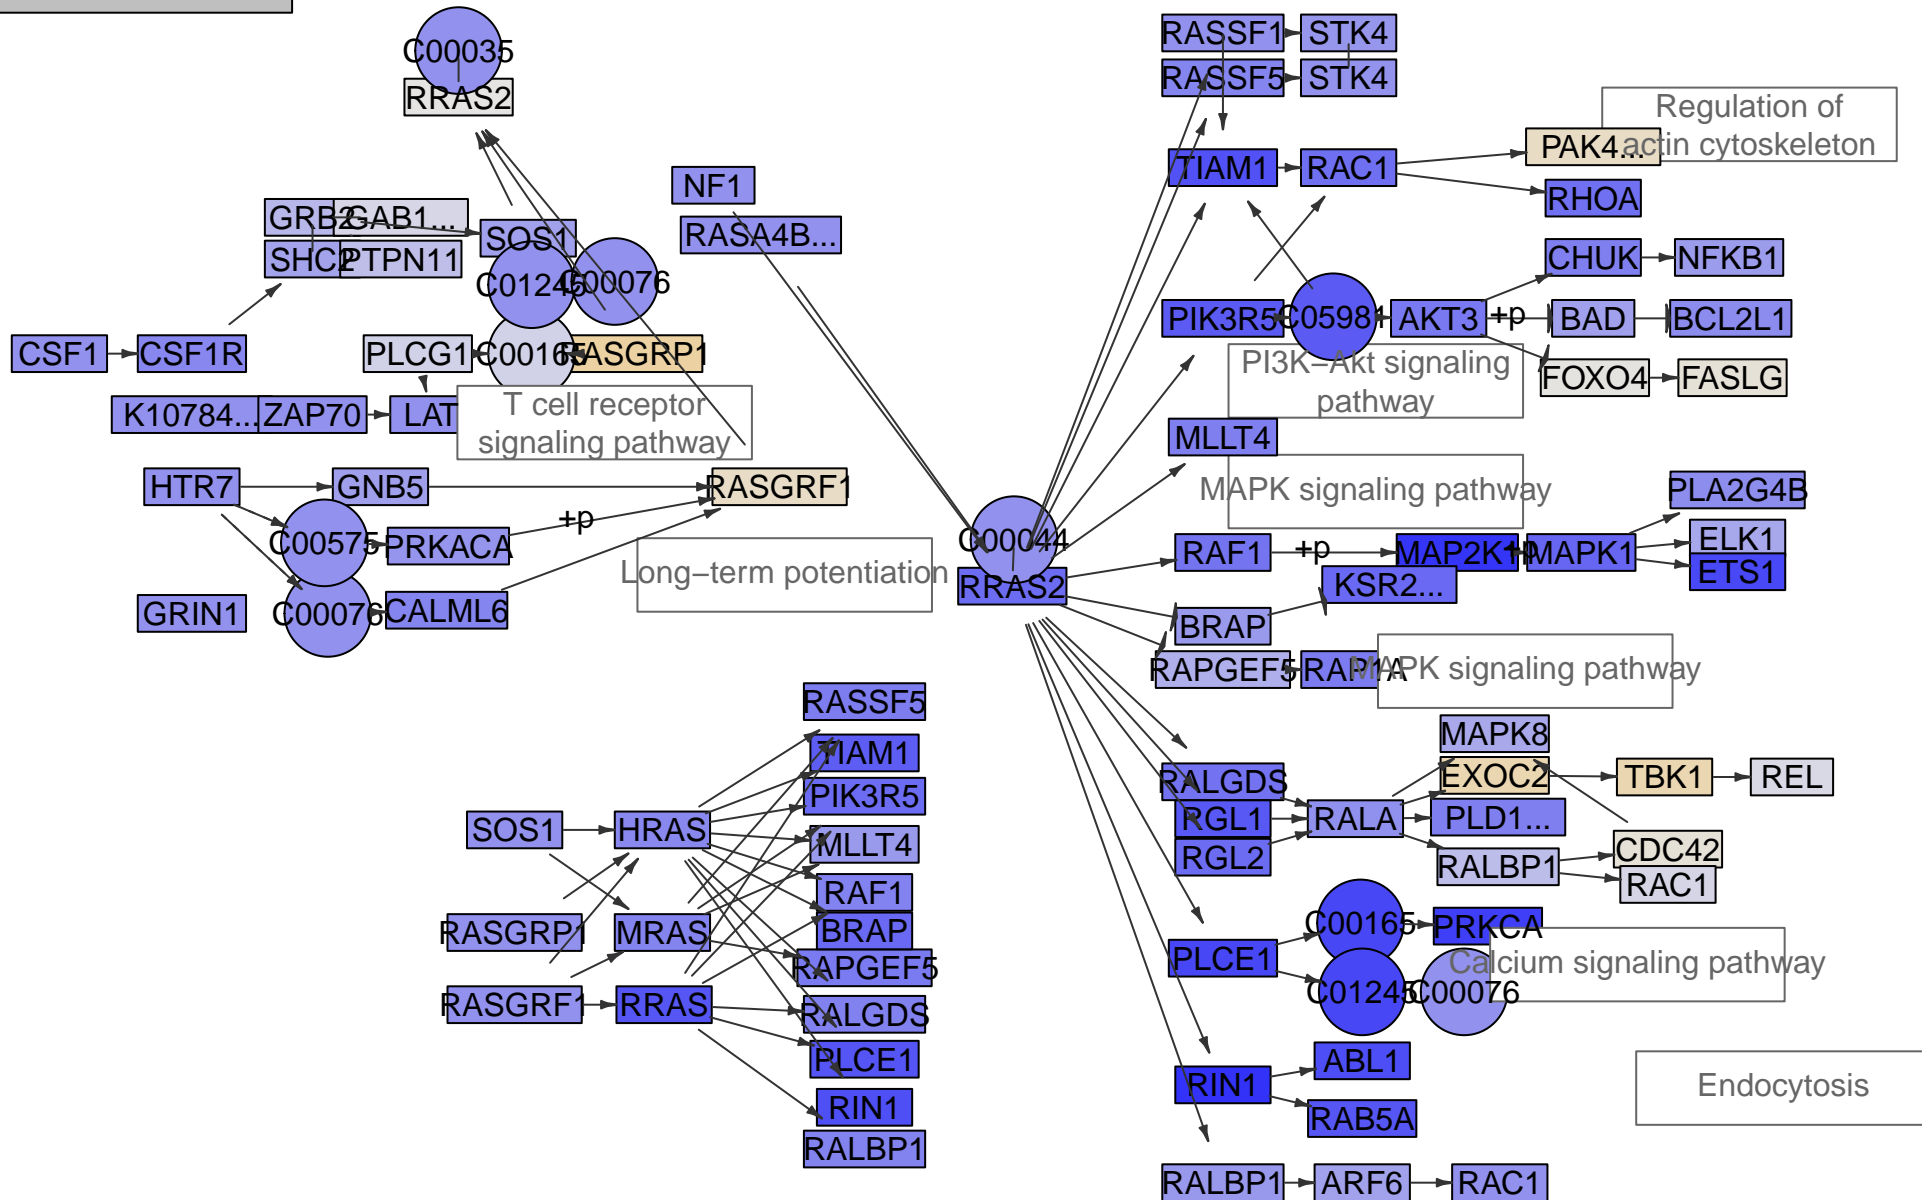 C00035
RRAS2
NF1
RASA4B...
GRB2
GAB1...
SHC2
PTPN11
SOS1
C01245
C00076
CSF1
CSF1R
PLCG1
C00165
RASGRP1
K10784...
ZAP70
LAT
T cell receptor
signaling pathway
HTR7
GNB5
RASGRF1
C00575
PRKACA
+p
GRIN1
C00076
CALML6
Long−term potentiation
C00044
RRAS2
RASSF1
STK4
RASSF5
STK4
Regulation of
actin cytoskeleton
PAK4...
TIAM1
RAC1
RHOA
CHUK
NFKB1
PIK3R5
C05981
AKT3
+p
BAD
BCL2L1
PI3K−Akt signaling
pathway
FOXO4
FASLG
MLLT4
MAPK signaling pathway
PLA2G4B
RAF1
+p
MAP2K1
+p
MAPK1
ELK1
ETS1
KSR2...
BRAP
RAPGEF5
RAP1A
MAPK signaling pathway
RASSF5
TIAM1
PIK3R5
SOS1
HRAS
MLLT4
RAF1
RASGRP1
MRAS
BRAP
RAPGEF5
RASGRF1
RRAS
RALGDS
PLCE1
RIN1
RALBP1
MAPK8
RALGDS
EXOC2
TBK1
REL
RGL1
RALA
PLD1...
RGL2
RALBP1
CDC42
RAC1
C00165
PRKCA
PLCE1
Calcium signaling pathway
C01245
C00076
ABL1
RIN1
RAB5A
Endocytosis
RALBP1
ARF6
RAC1